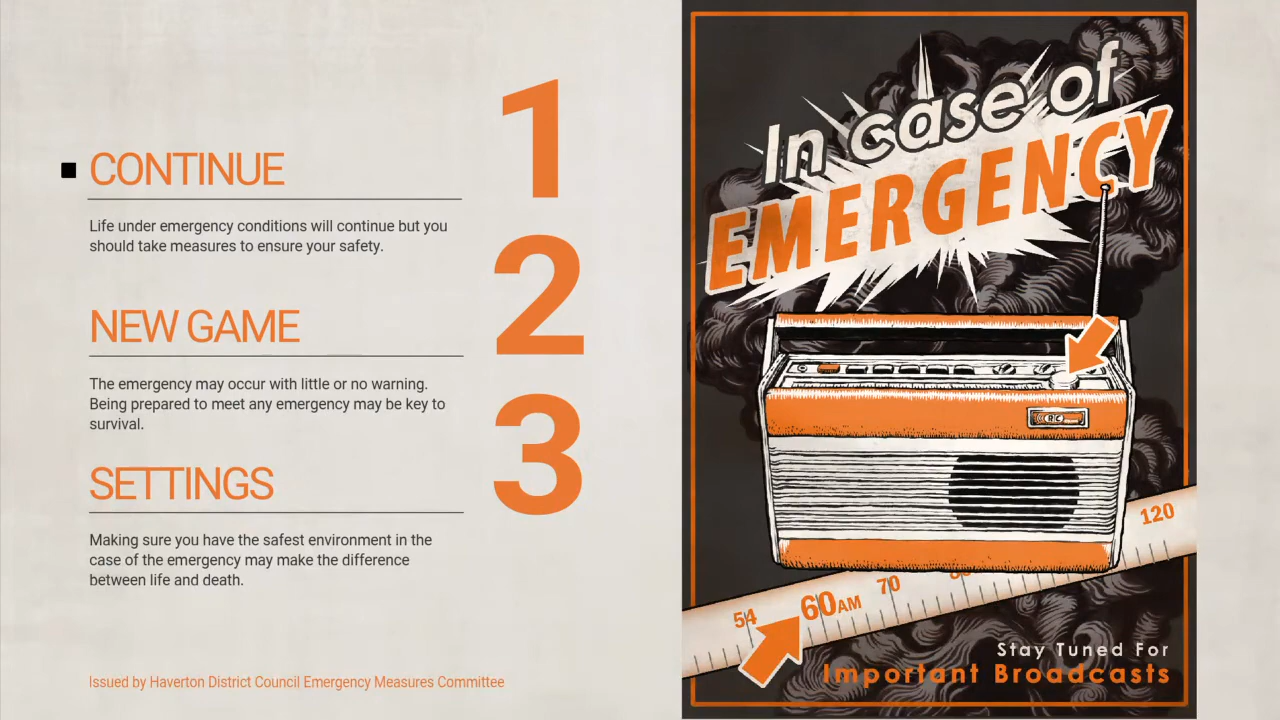 CONTINUE
1
Life under emergency conditions will continue but you
should take measures to ensure your safety.
NEW GAME
2
The emergency may occur with little or no warning.
Being prepared to meet any emergency may be key to
survival.
SETTINGS
3
Making sure you have the safest environment in the
case of the emergency may make the difference
between life and death.
Issued by Haverton District Council Emergency Measures Committee
In case of
EMERGENCY
120
54 60AM 70
Stay Tuned For
Important Broadcasts